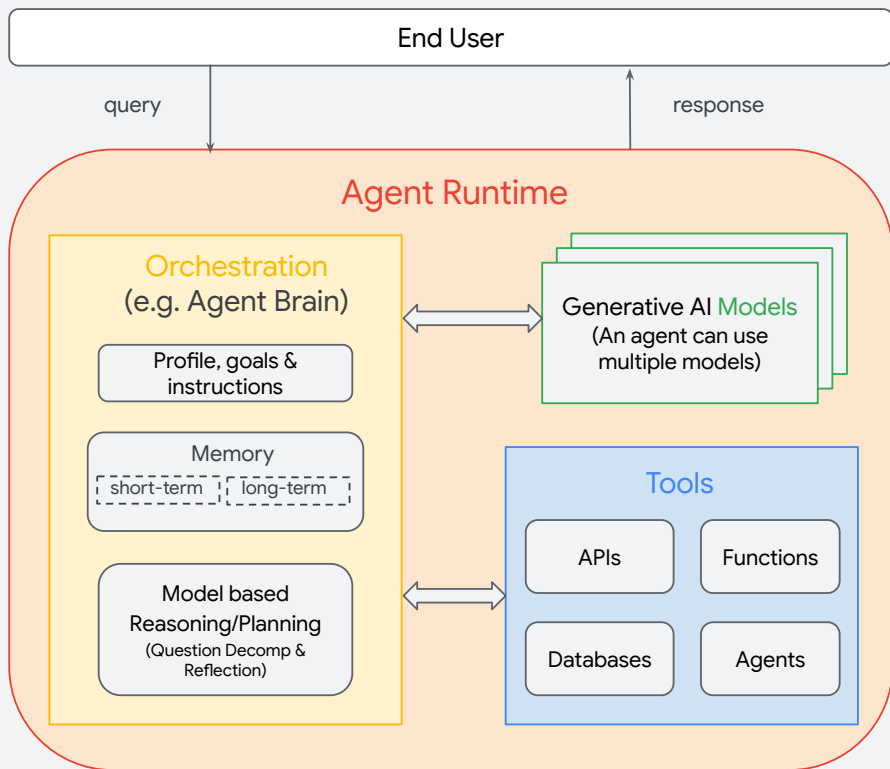 End User
query
response
Agent Runtime
Orchestration
(e.g. Agent Brain)
Profile, goals &
instructions
Memory
short-term
long-term
Model based
Reasoning/Planning
(Question Decomp &
Reflection)
Generative AI Models
(An agent can use
multiple models)
Tools
APIs
Functions
Databases
Agents